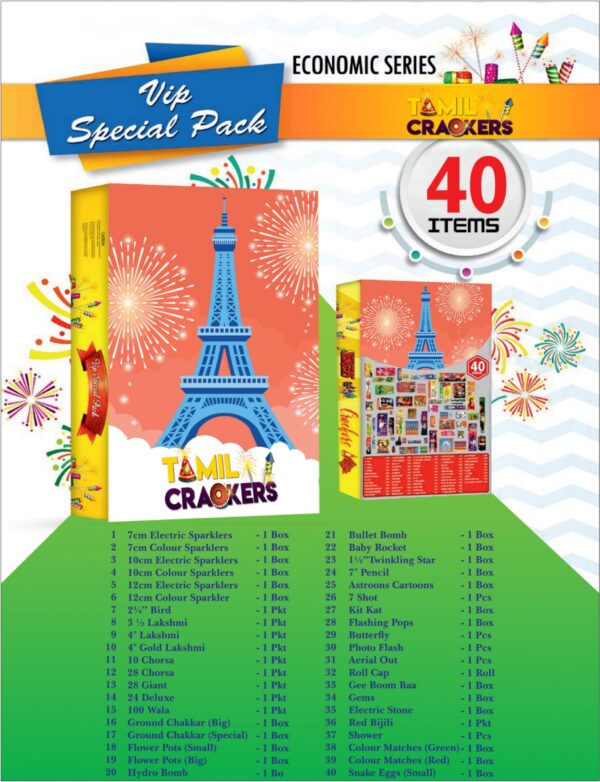 ECONOMIC SERIES
Vip
Special Pack
TAMIL
CRACKERS
40
ITEMS
Vip Special Pack
40
TAMIL
CRACKERS
1 7cm Electric Sparklers - 1 Box
2 7cm Colour Sparklers - 1 Box
3 10cm Electric Sparklers - 1 Box
4 10cm Colour Sparklers - 1 Box
5 12cm Electric Sparklers - 1 Box
6 12cm Colour Sparkler - 1 Box
7 2¾" Bird - 1 Pkt
8 3 ½ Lakshmi - 1 Pkt
9 4" Lakshmi - 1 Pkt
10 4" Gold Lakshmi - 1 Pkt
11 10 Chorsa - 1 Pkt
12 28 Chorsa - 1 Pkt
13 28 Giant - 1 Pkt
14 24 Deluxe - 1 Pkt
15 100 Wala - 1 Pkt
16 Ground Chakkar (Big) - 1 Box
17 Ground Chakkar (Special) - 1 Box
18 Flower Pots (Small) - 1 Box
19 Flower Pots (Big) - 1 Box
20 Hydro Bomb - 1 Bo
21 Bullet Bomb - 1 Box
22 Baby Rocket - 1 Box
23 1½"Twinkling Star - 1 Box
24 7" Pencil - 1 Box
25 Astroons Cartoons - 1 Box
26 7 Shot - 1 Pcs
27 Kit Kat - 1 Box
28 Flashing Pops - 1 Box
29 Butterfly - 1 Pcs
30 Photo Flash - 1 Pcs
31 Aerial Out - 1 Pcs
32 Roll Cap - 1 Roll
33 Gee Boom Baa - 1 Box
34 Gems - 1 Box
35 Electric Stone - 1 Box
36 Red Bijili - 1 Pkt
37 Shower - 1 Pcs
38 Colour Matches (Green) - 1 Box
39 Colour Matches (Red) - 1 Box
40 Snake Eggs (Small) - 1 Box